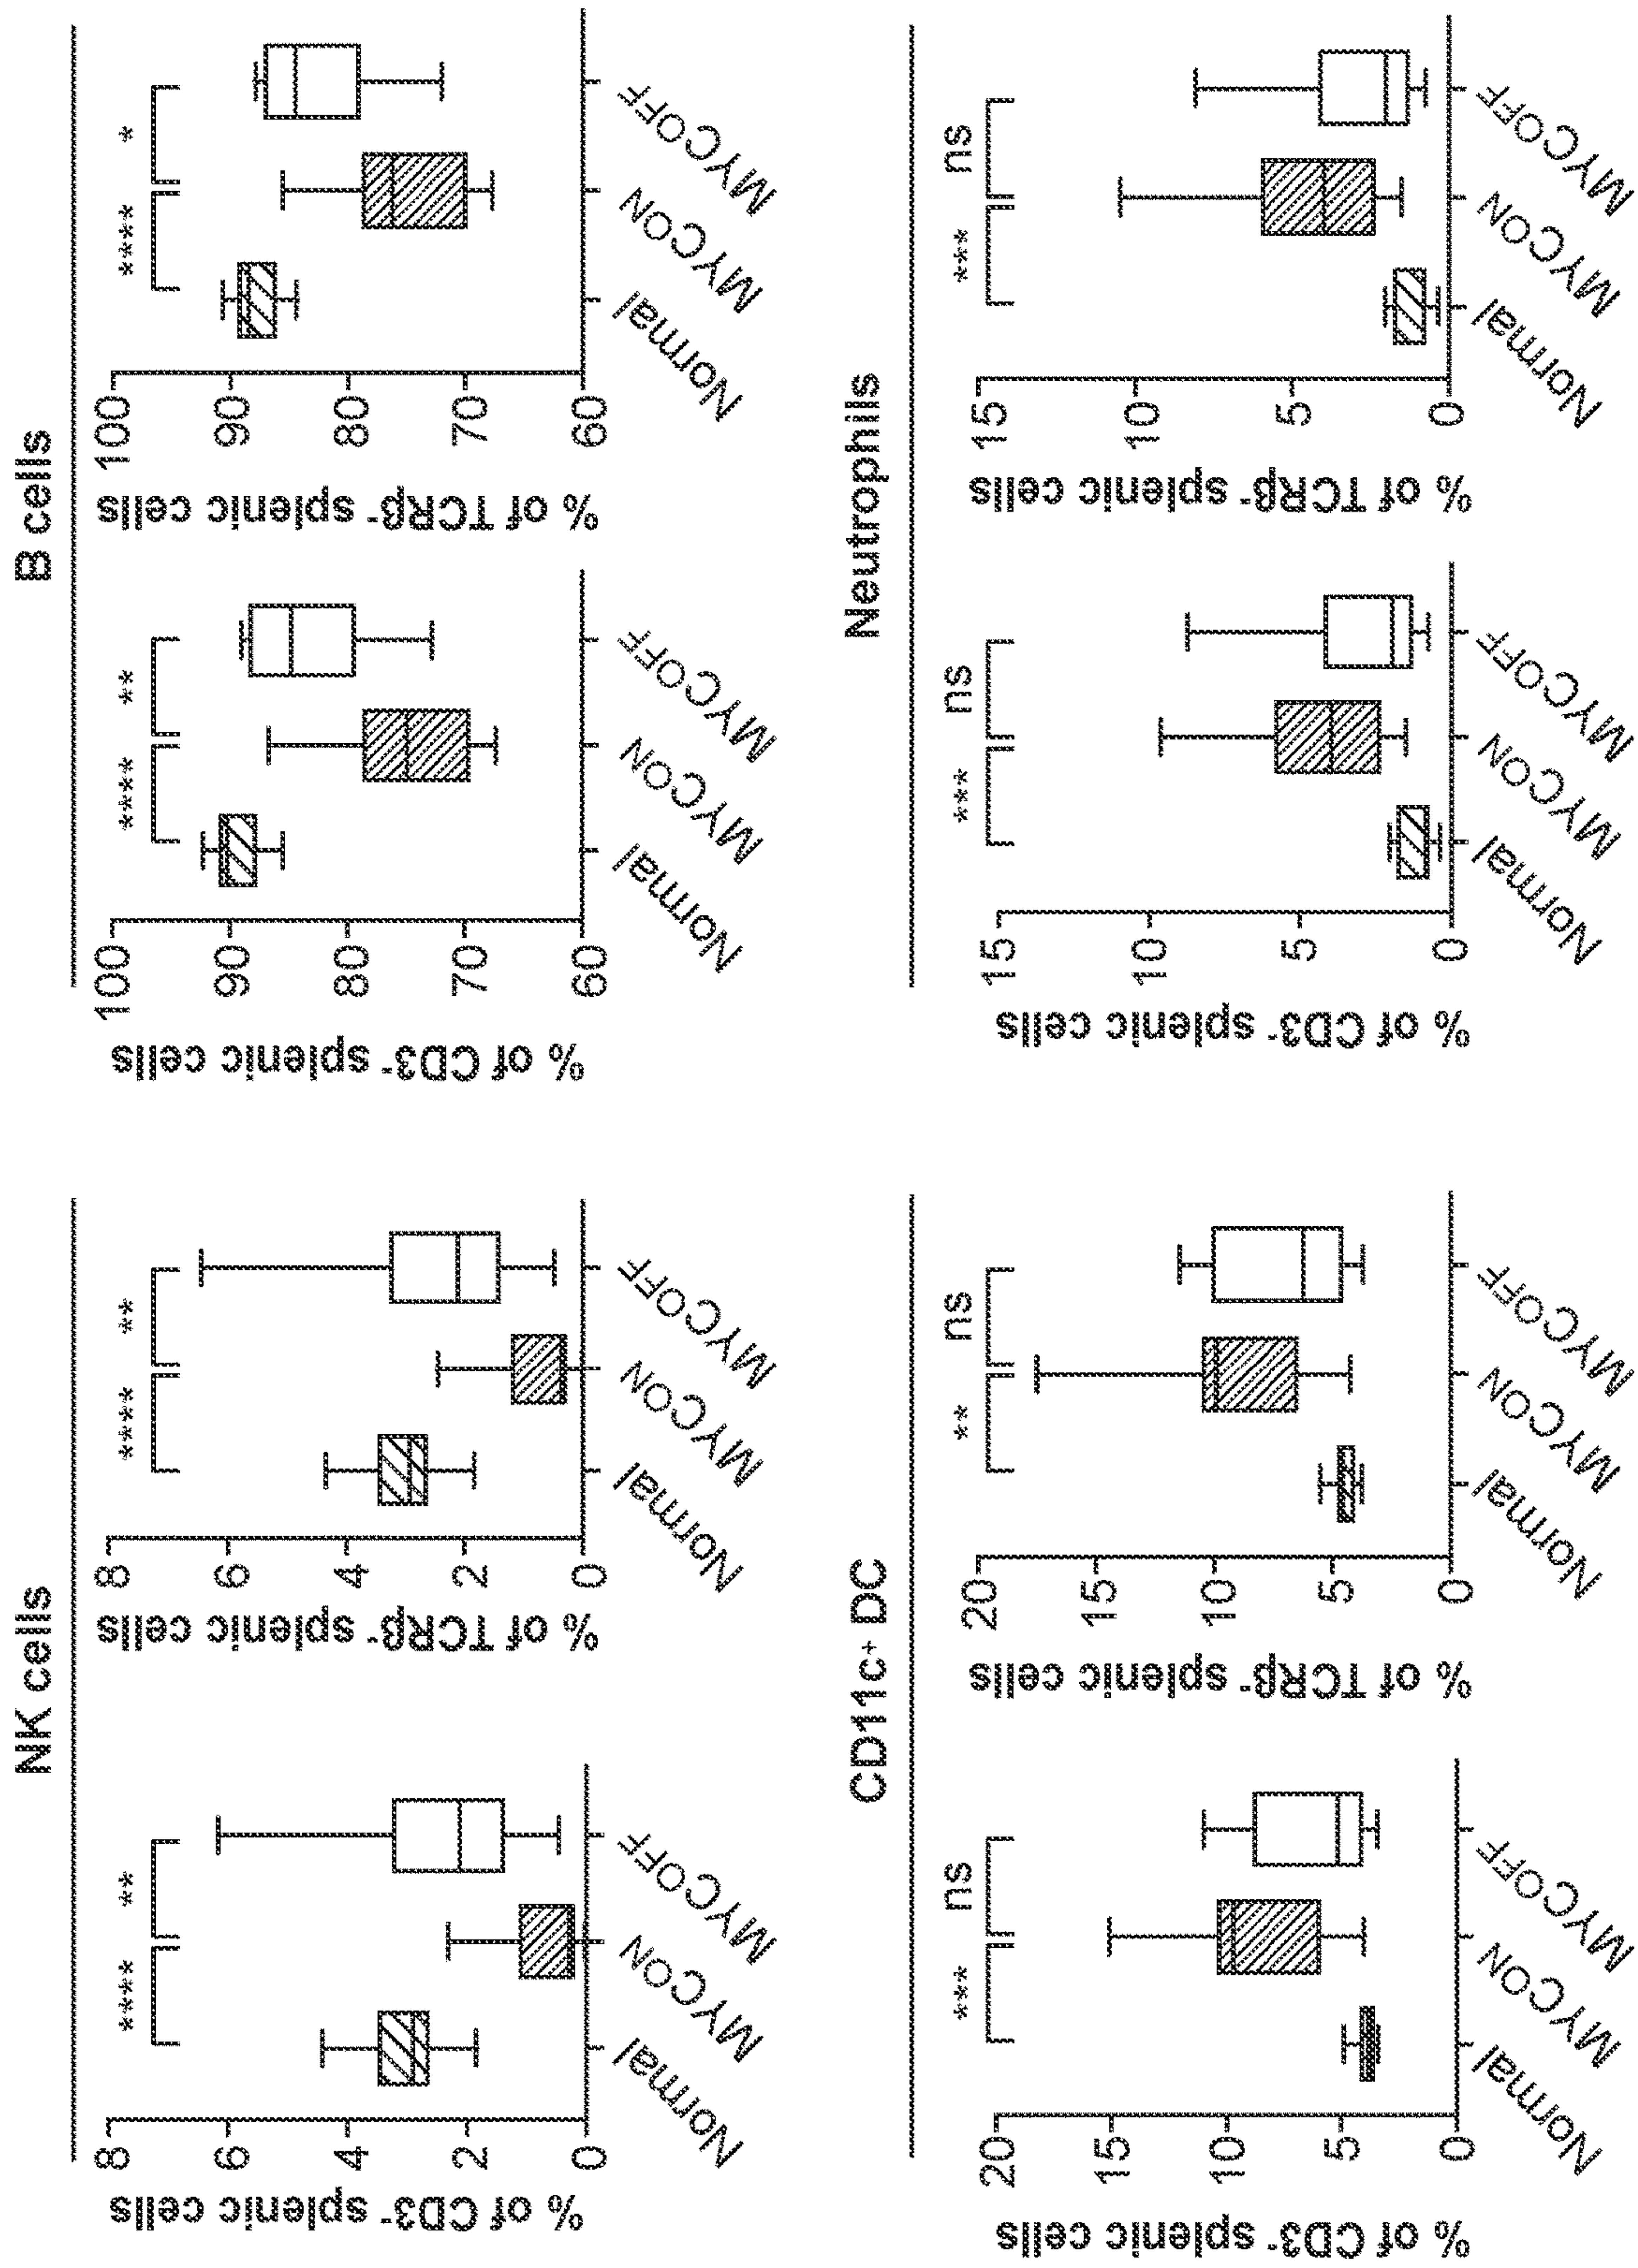 NK cells
% of CD3- splenic cells
8
6
4
2
0
**** **
Normal
MYCON
MYCOFF
% of TCRβ- splenic cells
8
6
4
2
0
**** **
Normal
MYCON
MYCOFF
B cells
% of CD3- splenic cells
100
90
80
70
60
**** **
Normal
MYCON
MYCOFF
% of TCRβ- splenic cells
100
90
80
70
60
**** *
Normal
MYCON
MYCOFF
CD11c+ DC
% of CD3- splenic cells
20
15
10
5
0
*** ns
Normal
MYCON
MYCOFF
% of TCRβ- splenic cells
20
15
10
5
0
** ns
Normal
MYCON
MYCOFF
Neutrophils
% of CD3- splenic cells
15
10
5
0
*** ns
Normal
MYCON
MYCOFF
% of TCRβ- splenic cells
15
10
5
0
*** ns
Normal
MYCON
MYCOFF